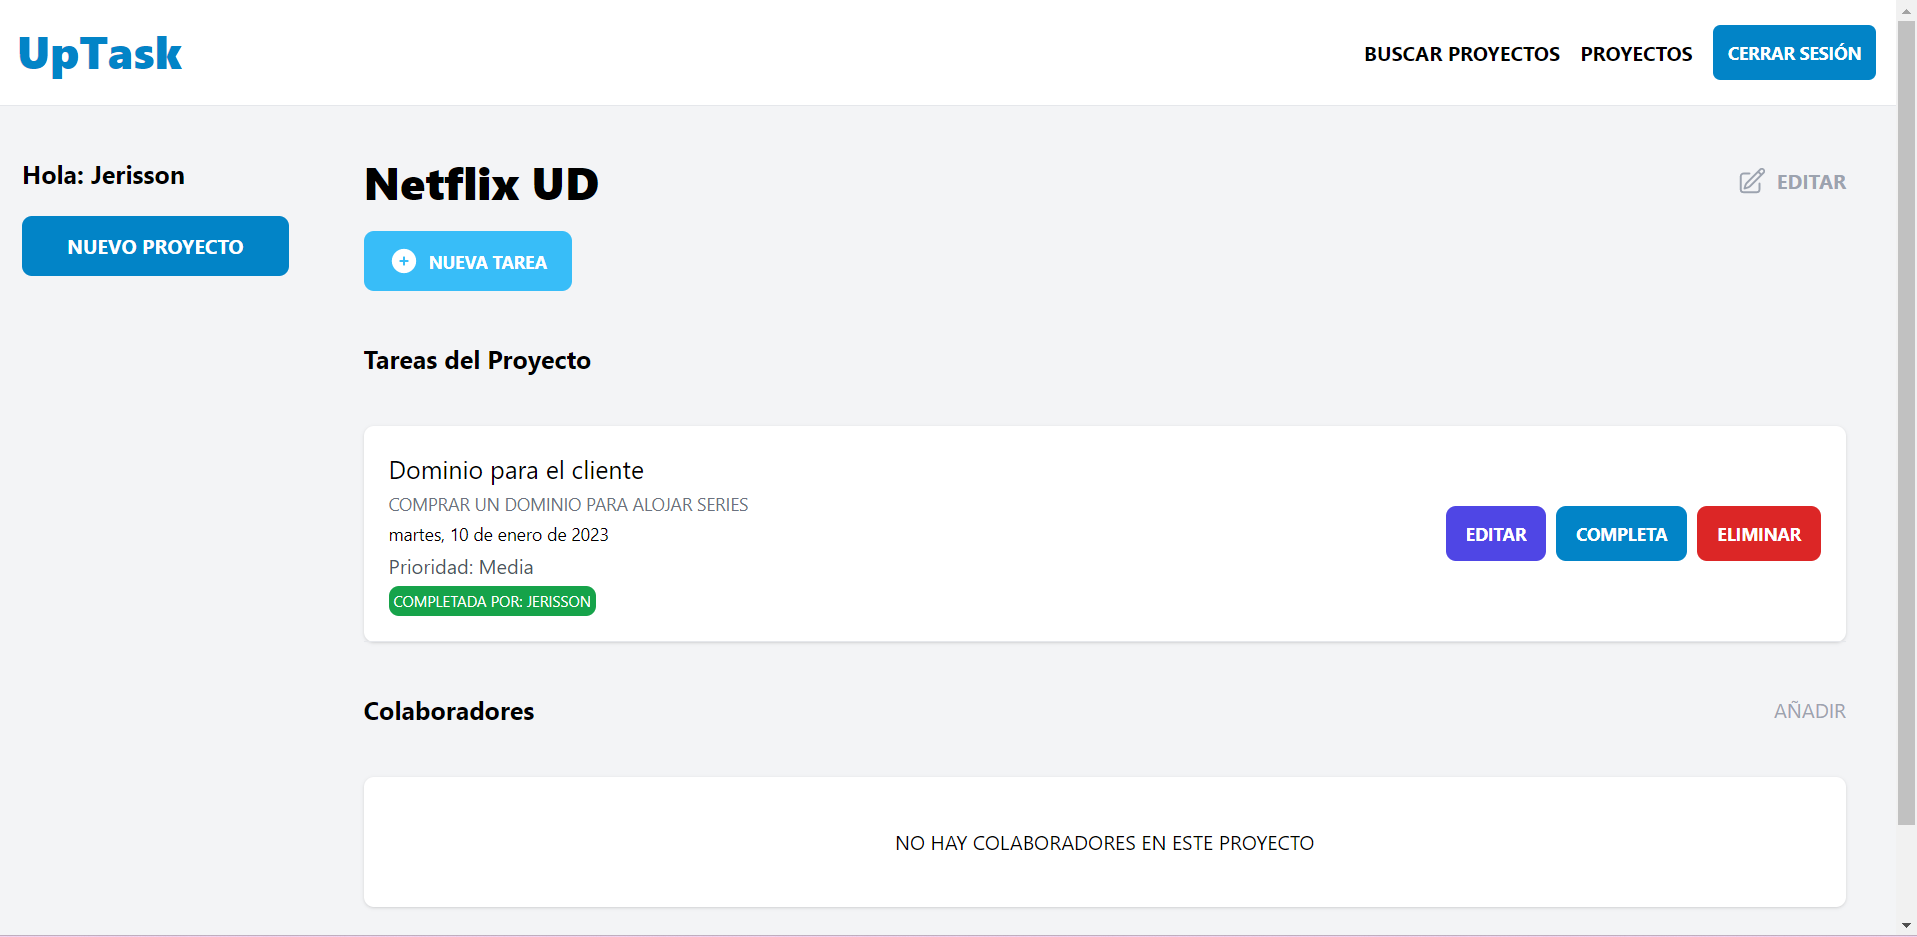 UpTask
BUSCAR PROYECTOS PROYECTOS CERRAR SESIÓN
Hola: Jerisson
NUEVO PROYECTO
Netflix UD
EDITAR
NUEVA TAREA
Tareas del Proyecto
Dominio para el cliente
COMPRAR UN DOMINIO PARA ALOJAR SERIES
martes, 10 de enero de 2023
Prioridad: Media
COMPLETADA POR: JERISSON
EDITAR COMPLETA ELIMINAR
Colaboradores
AÑADIR
NO HAY COLABORADORES EN ESTE PROYECTO